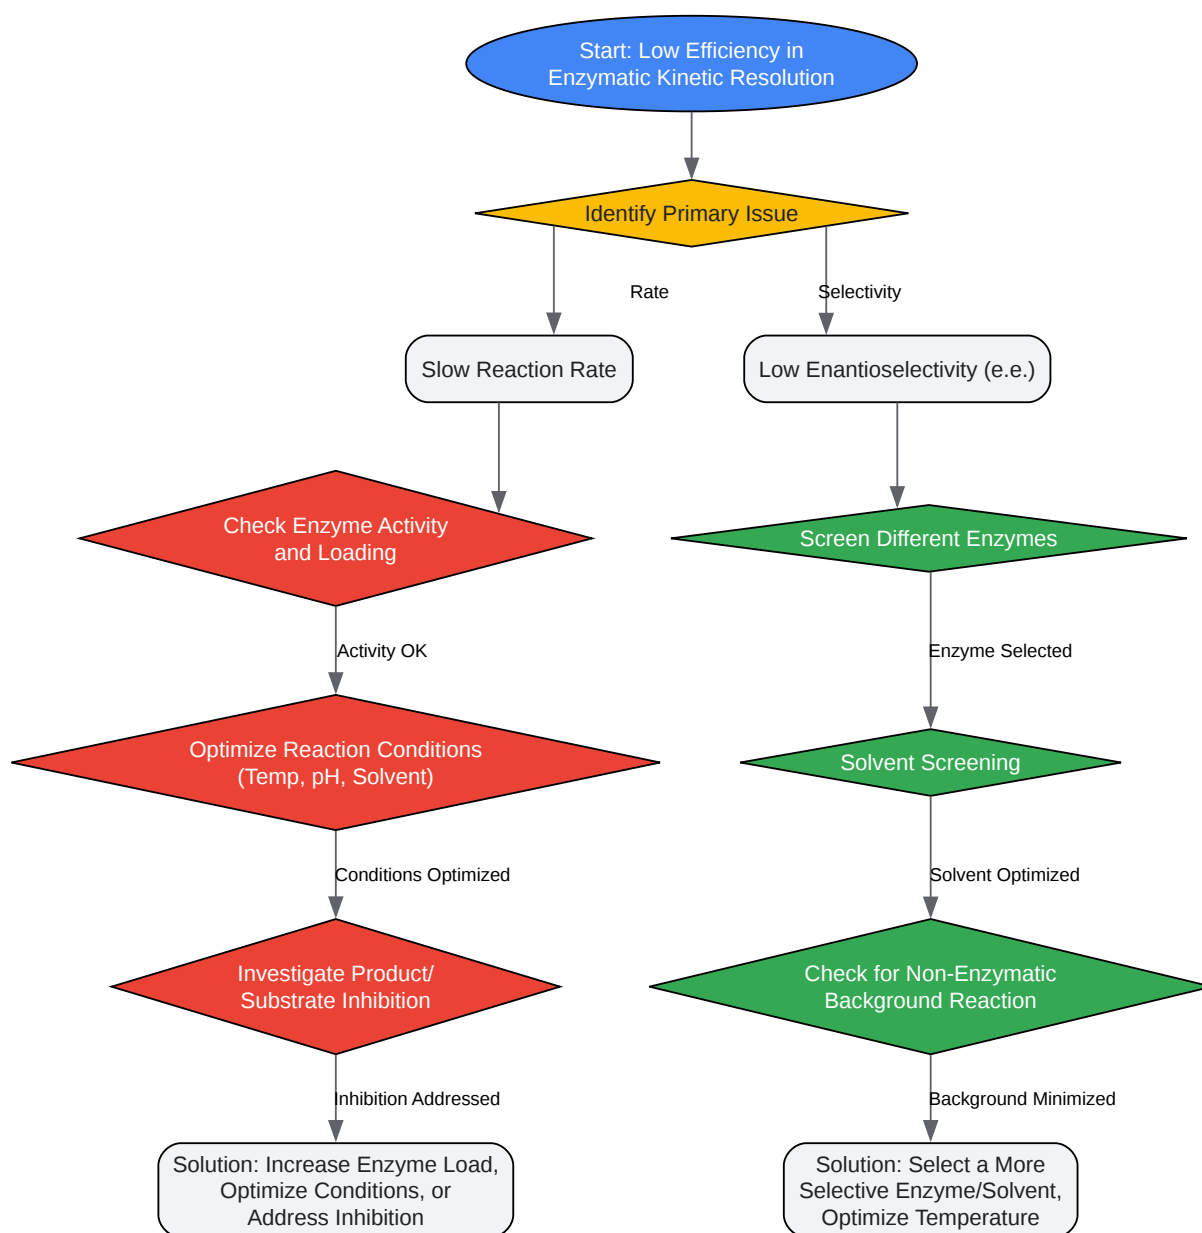 Start: Low Efficiency in
Enzymatic Kinetic Resolution
Identify Primary Issue
Rate
Selectivity
Slow Reaction Rate
Low Enantioselectivity (e.e.)
Check Enzyme Activity
and Loading
Screen Different Enzymes
Activity OK
Enzyme Selected
Optimize Reaction Conditions
(Temp, pH, Solvent)
Solvent Screening
Conditions Optimized
Solvent Optimized
Investigate Product/
Substrate Inhibition
Check for Non-Enzymatic
Background Reaction
Inhibition Addressed
Background Minimized
Solution: Increase Enzyme Load,
Optimize Conditions, or
Address Inhibition
Solution: Select a More
Selective Enzyme/Solvent,
Optimize Temperature